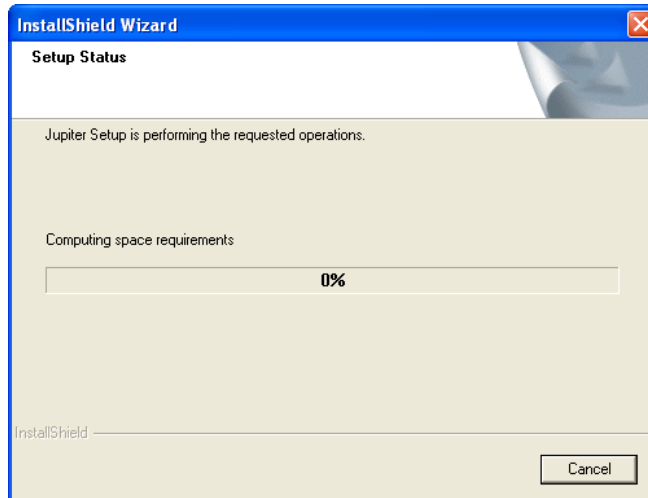 InstallShield Wizard
Setup Status
Jupiter Setup is performing the requested operations.
Computing space requirements
0%
InstallShield
Cancel